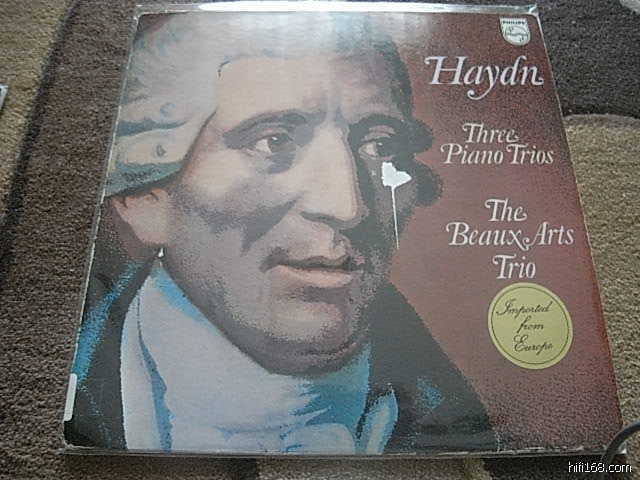 PHILIPS
Haydn
Three
Piano Trios
The
Beaux Arts
Trio
Imported
from
Europe
hifi168.com